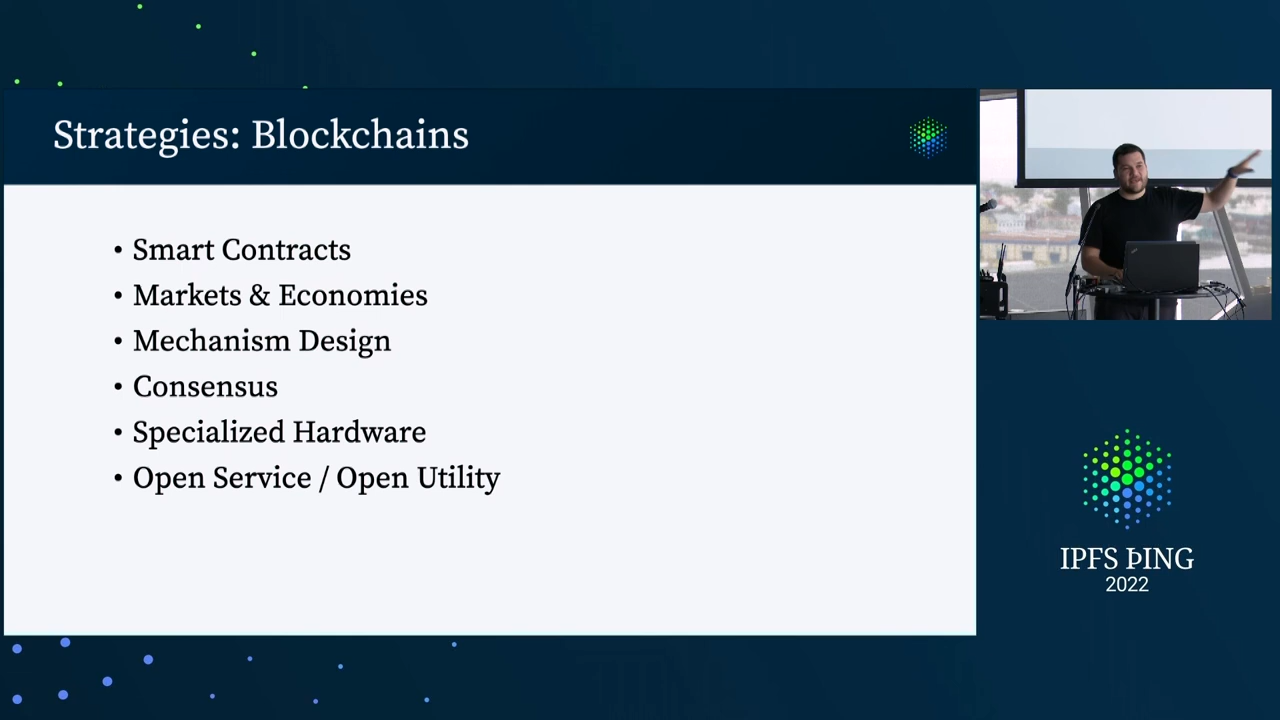 Strategies: Blockchains
• Smart Contracts
• Markets & Economies
• Mechanism Design
• Consensus
• Specialized Hardware
• Open Service / Open Utility
IPFS ÞING
2022